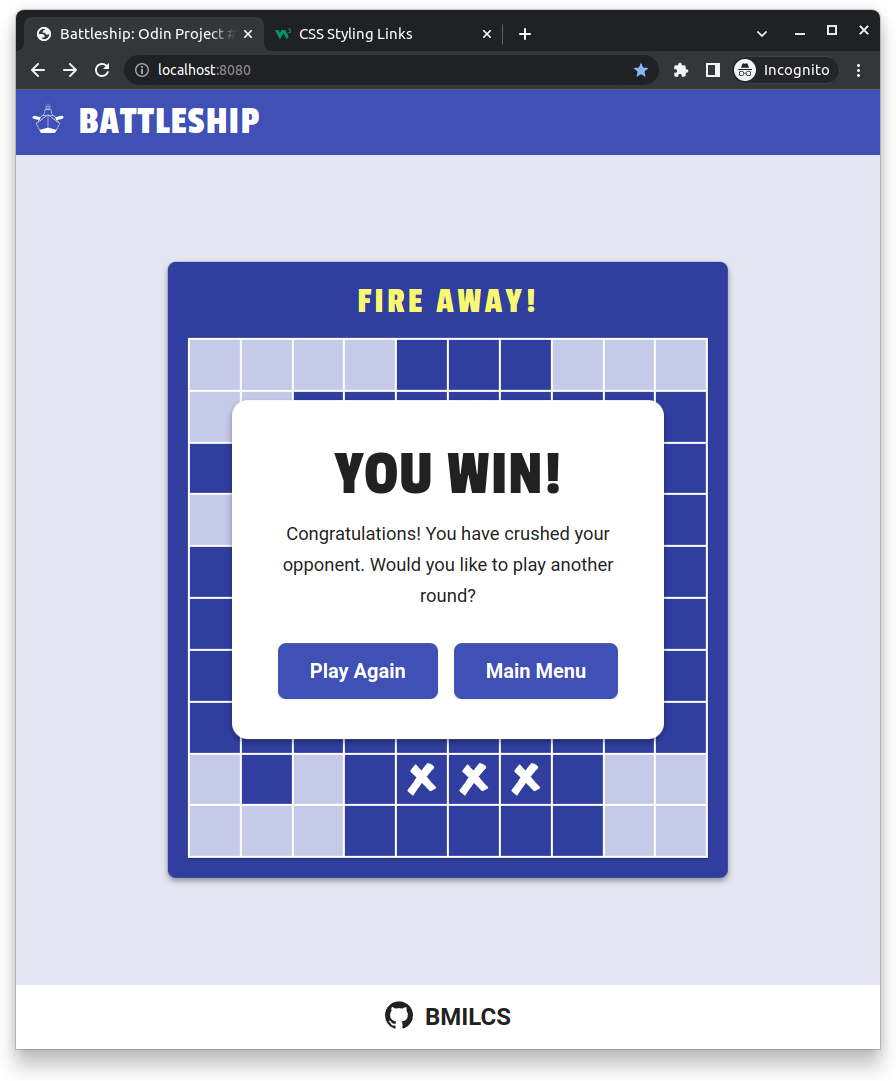 Battleship: Odin Project #
CSS Styling Links
localhost:8080
Incognito
BATTLESHIP
FIRE AWAY!
YOU WIN!
Congratulations! You have crushed your
opponent. Would you like to play another
round?
Play Again
Main Menu
BMILCS